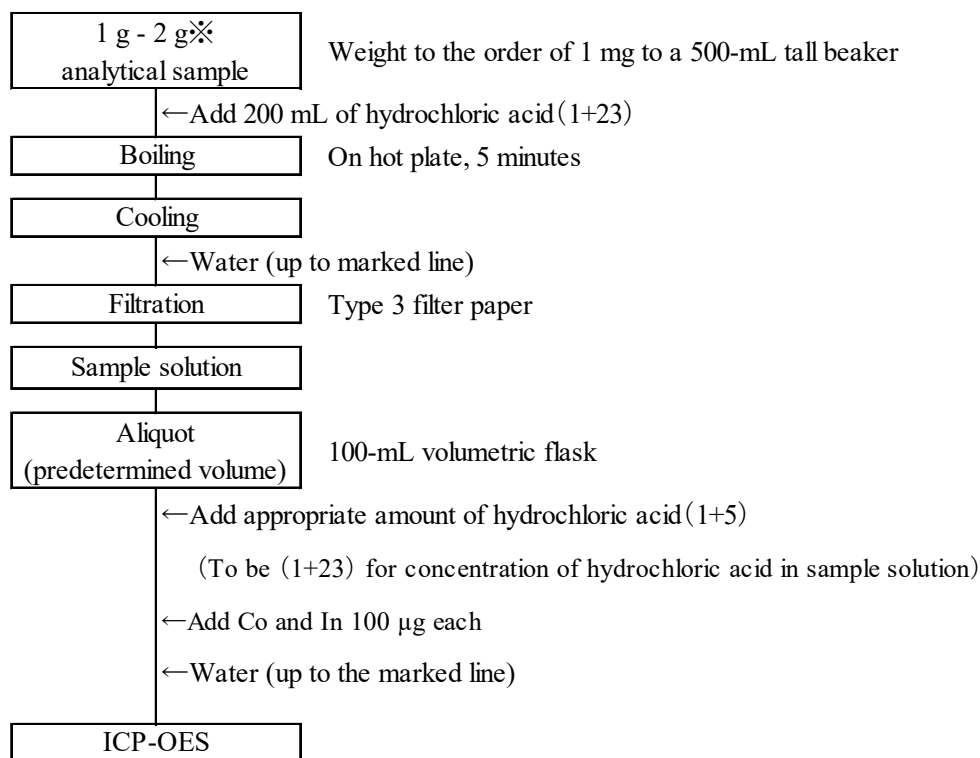 1 g - 2 g※
analytical sample
Weight to the order of 1 mg to a 500-mL tall beaker
←Add 200 mL of hydrochloric acid（1+23）
Boiling
On hot plate, 5 minutes
Cooling
←Water (up to marked line)
Filtration
Type 3 filter paper
Sample solution
Aliquot
(predetermined volume)
100-mL volumetric flask
←Add appropriate amount of hydrochloric acid（1+5）
（To be（1+23）for concentration of hydrochloric acid in sample solution）
←Add Co and In 100 µg each
←Water (up to the marked line)
ICP-OES